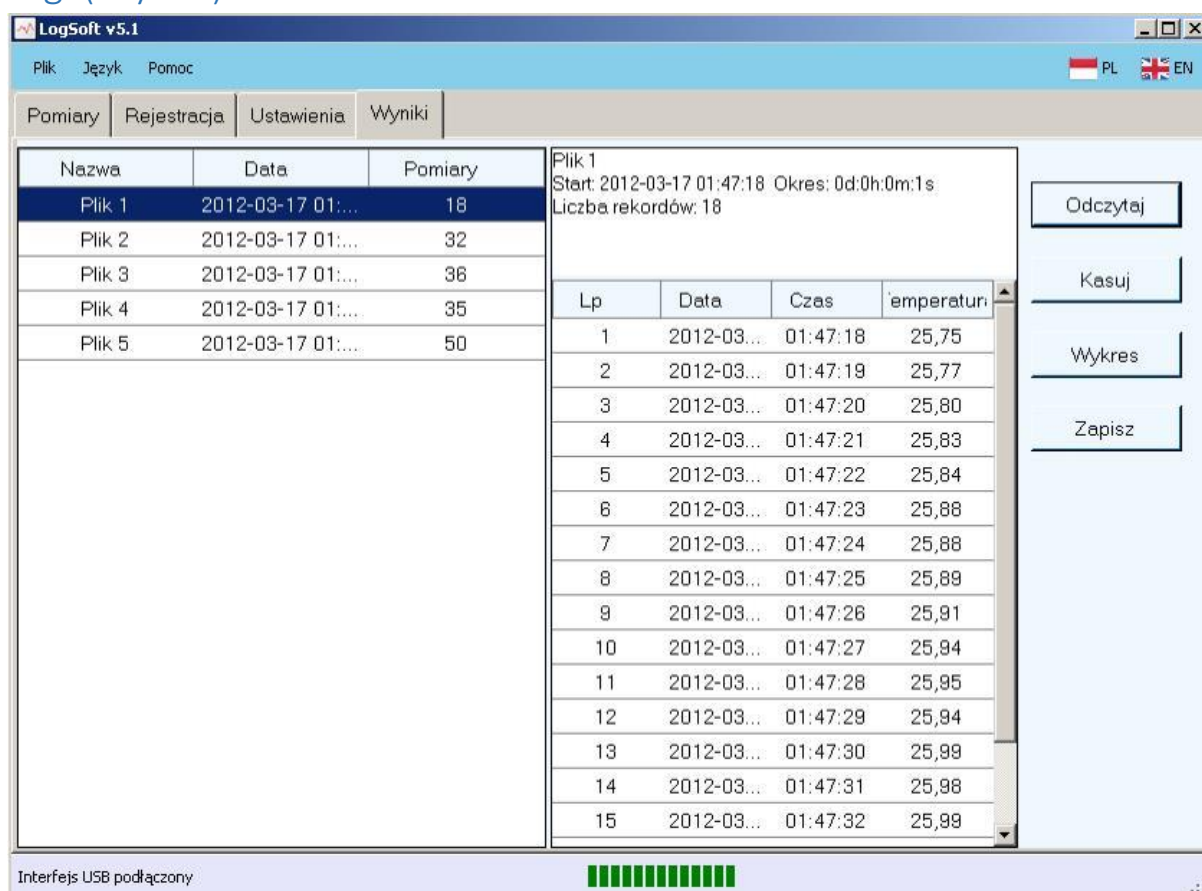 LogSoft v5.1
Plik Język Pomoc PL EN
Pomiary Rejestracja Ustawienia Wyniki
Nazwa Data Pomiary
Plik 1 2012-03-17 01:... 18
Plik 2 2012-03-17 01:... 32
Plik 3 2012-03-17 01:... 36
Plik 4 2012-03-17 01:... 35
Plik 5 2012-03-17 01:... 50
Plik 1
Start: 2012-03-17 01:47:18 Okres: 0d:0h:0m:1s
Liczba rekordów: 18
Lp Data Czas emperatur
1 2012-03... 01:47:18 25,75
2 2012-03... 01:47:19 25,77
3 2012-03... 01:47:20 25,80
4 2012-03... 01:47:21 25,83
5 2012-03... 01:47:22 25,84
6 2012-03... 01:47:23 25,88
7 2012-03... 01:47:24 25,88
8 2012-03... 01:47:25 25,89
9 2012-03... 01:47:26 25,91
10 2012-03... 01:47:27 25,94
11 2012-03... 01:47:28 25,95
12 2012-03... 01:47:29 25,94
13 2012-03... 01:47:30 25,99
14 2012-03... 01:47:31 25,98
15 2012-03... 01:47:32 25,99
Odczytaj
Kasuj
Wykres
Zapisz
Interfejs USB podłączony